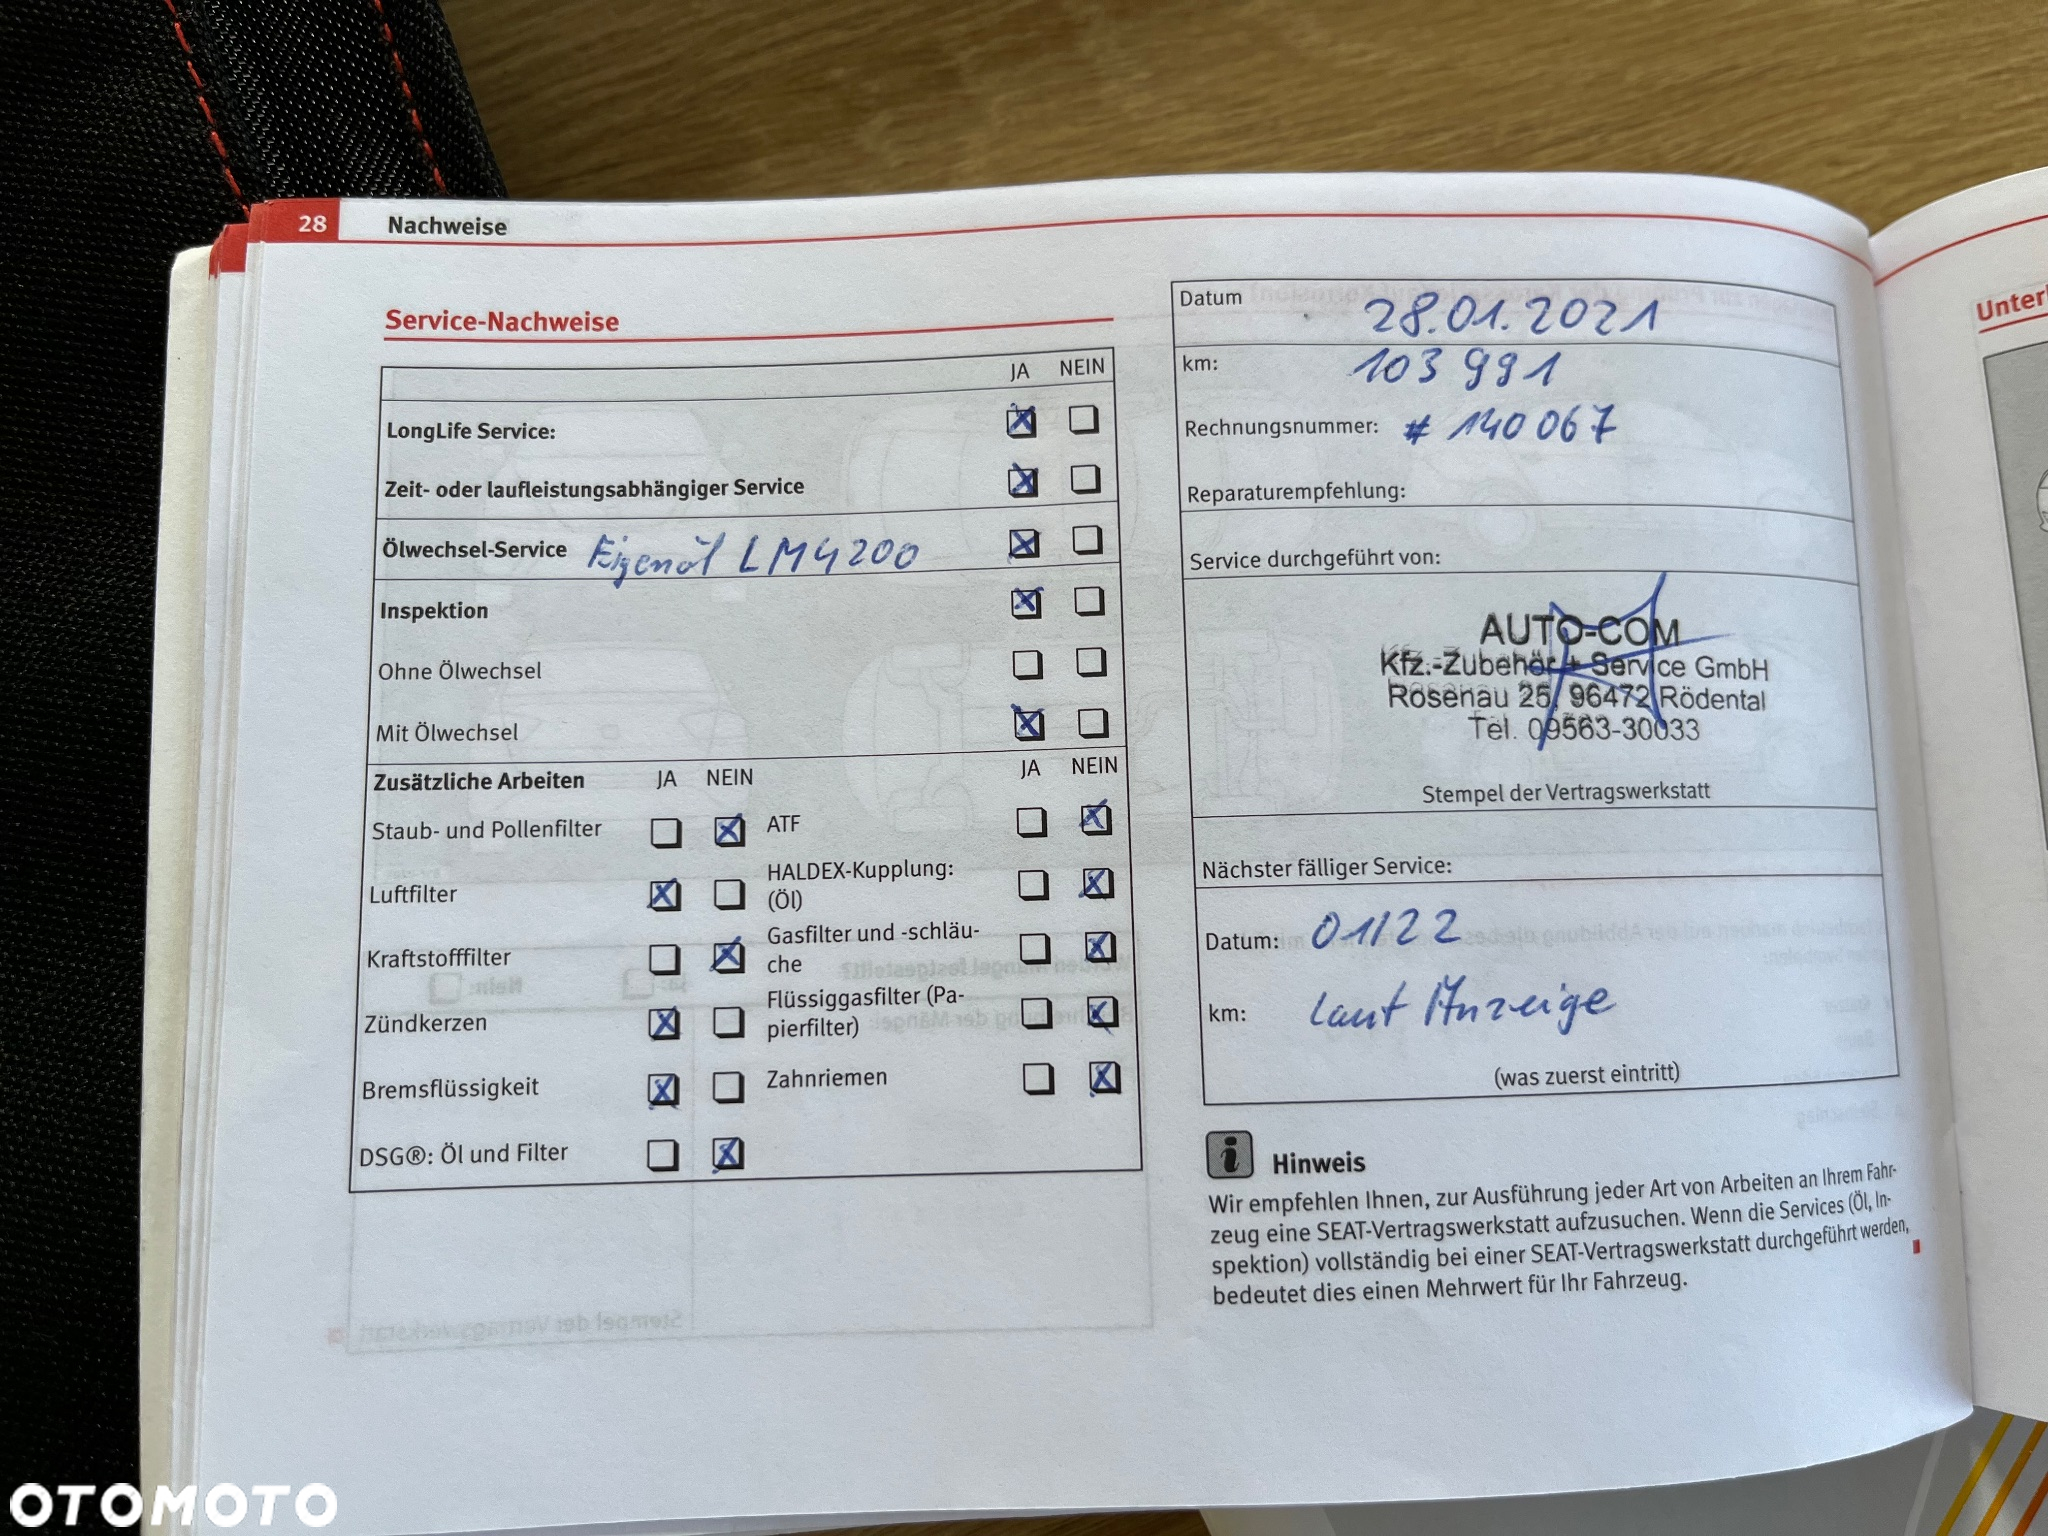 28 Nachweise
Service-Nachweise
JA NEIN
LongLife Service:
Zeit- oder laufleistungsabhängiger Service
Ölwechsel-Service Eigenöl LM4200
Inspektion
Ohne Ölwechsel
Mit Ölwechsel
Zusätzliche Arbeiten JA NEIN JA NEIN
Staub- und Pollenfilter
Luftfilter
Kraftstofffilter
Zündkerzen
Bremsflüssigkeit
DSG®: Öl und Filter
ATF
HALDEX-Kupplung:
(Öl)
Gasfilter und -schläu-
che
Flüssiggasfilter (Pa-
pierfilter)
Zahnriemen
Datum 28.01.2021
km: 103 991
Rechnungsnummer: # 140067
Reparaturempfehlung:
Service durchgeführt von:
AUTO-COM
Kfz.-Zubehör + Service GmbH
Rosenau 25, 96472 Rödental
Tel. 09563-30033
Stempel der Vertragswerkstatt
Nächster fälliger Service:
Datum: 01/22
km: laut Anzeige
(was zuerst eintritt)
i Hinweis
Wir empfehlen Ihnen, zur Ausführung jeder Art von Arbeiten an Ihrem Fahr-
zeug eine SEAT-Vertragswerkstatt aufzusuchen. Wenn die Services (Öl, In-
spektion) vollständig bei einer SEAT-Vertragswerkstatt durchgeführt werden,
bedeutet dies einen Mehrwert für Ihr Fahrzeug.
OTOMOTO